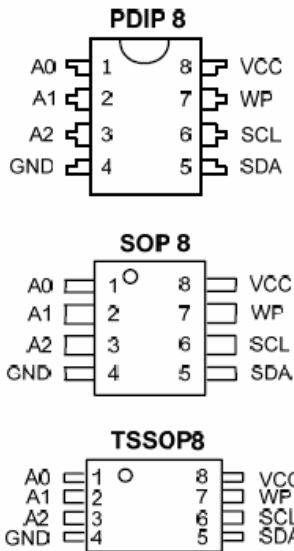 PDIP 8
A0 1 8 VCC
A1 2 7 WP
A2 3 6 SCL
GND 4 5 SDA
SOP 8
A0 1 8 VCC
A1 2 7 WP
A2 3 6 SCL
GND 4 5 SDA
TSSOP8
A0 1 8 VCC
A1 2 7 WP
A2 3 6 SCL
GND 4 5 SDA